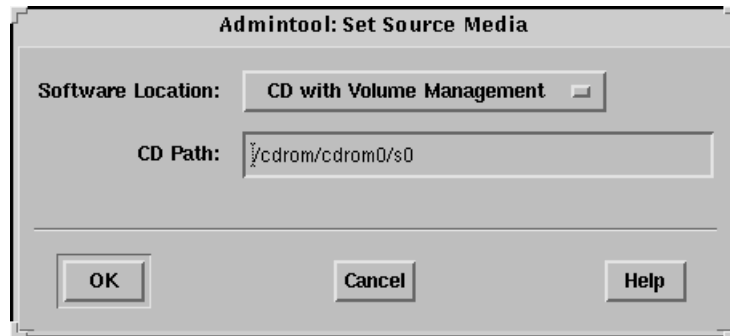 Admintool: Set Source Media
Software Location: CD with Volume Management
CD Path: /cdrom/cdrom0/s0
OK Cancel Help